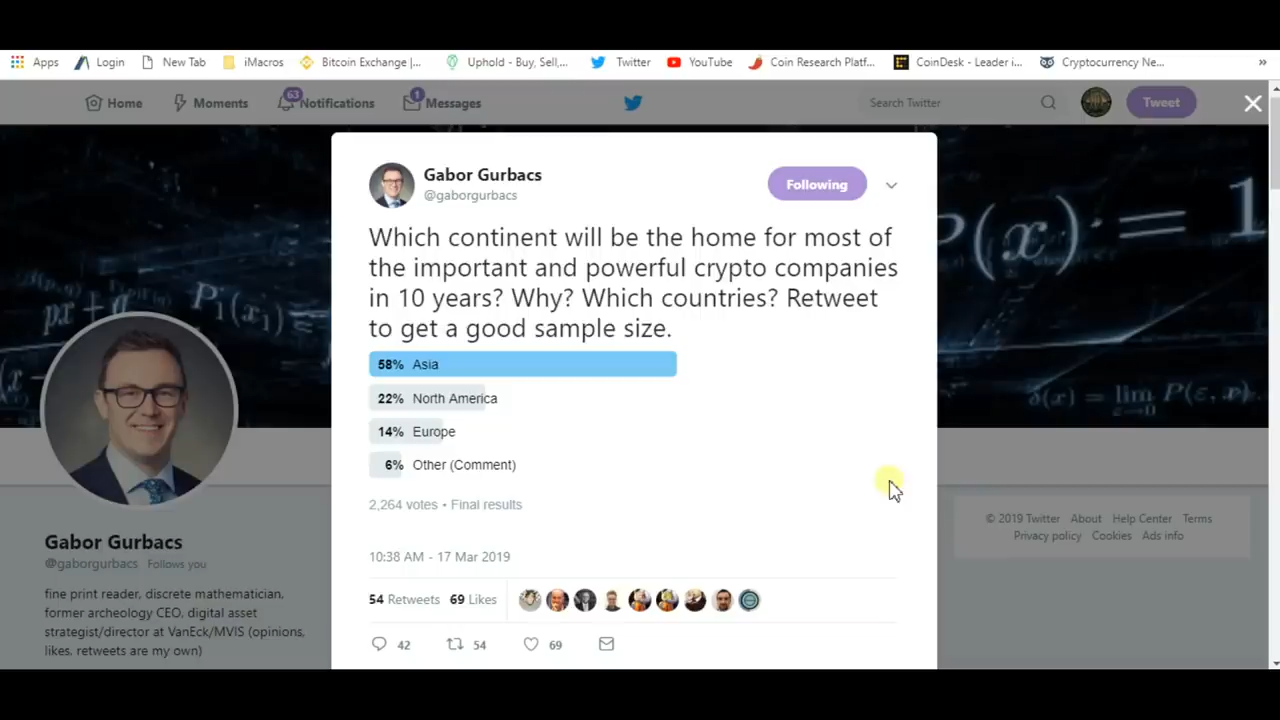 Apps Login New Tab iMacros Bitcoin Exchange |... Uphold - Buy, Sell,... Twitter YouTube Coin Research Platf... CoinDesk - Leader i... Cryptocurrency Ne... »
Home Moments 63 Notifications 1 Messages Search Twitter Tweet
Gabor Gurbacs
@gaborgurbacs
Following
Which continent will be the home for most of
the important and powerful crypto companies
in 10 years? Why? Which countries? Retweet
to get a good sample size.
58% Asia
22% North America
14% Europe
6% Other (Comment)
2,264 votes • Final results
10:38 AM - 17 Mar 2019
54 Retweets 69 Likes
42 54 69
P(x) = 1
px + q
P₁(x₁)
δ(x) = lim P(ε,x)
Gabor Gurbacs
@gaborgurbacs Follows you
fine print reader, discrete mathematician,
former archeology CEO, digital asset
strategist/director at VanEck/MVIS (opinions,
likes, retweets are my own)
© 2019 Twitter About Help Center Terms
Privacy policy Cookies Ads info